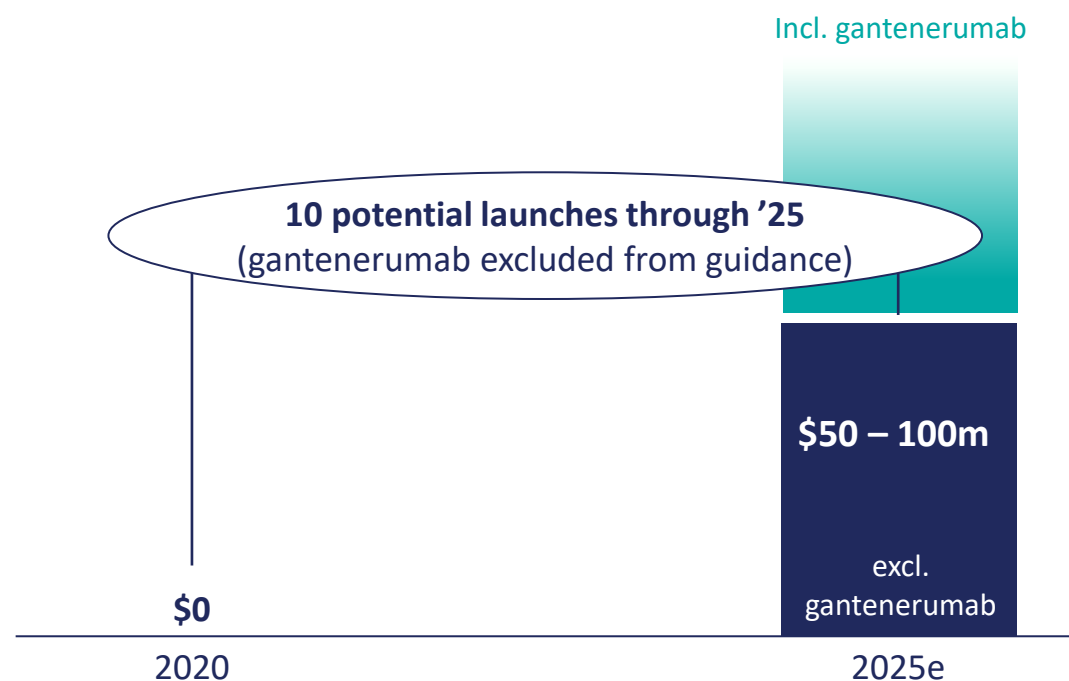 Incl. gantenerumab
10 potential launches through ’25
(gantenerumab excluded from guidance)
$50 – 100m
excl.
gantenerumab
$0
2020
2025e